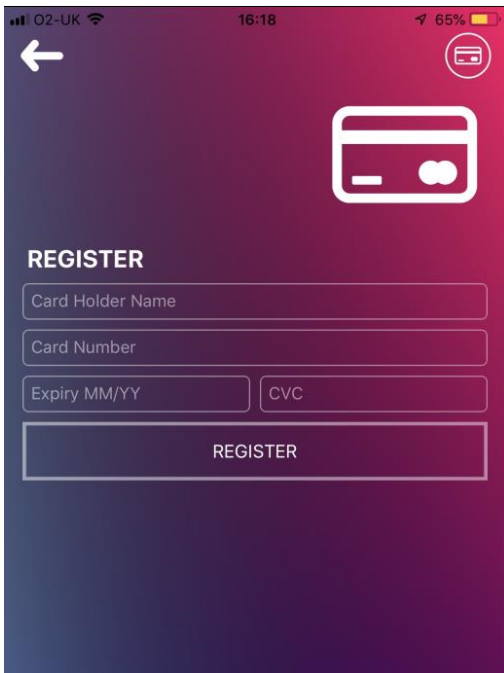 O2-UK 16:18 65%
REGISTER
Card Holder Name
Card Number
Expiry MM/YY CVC
REGISTER